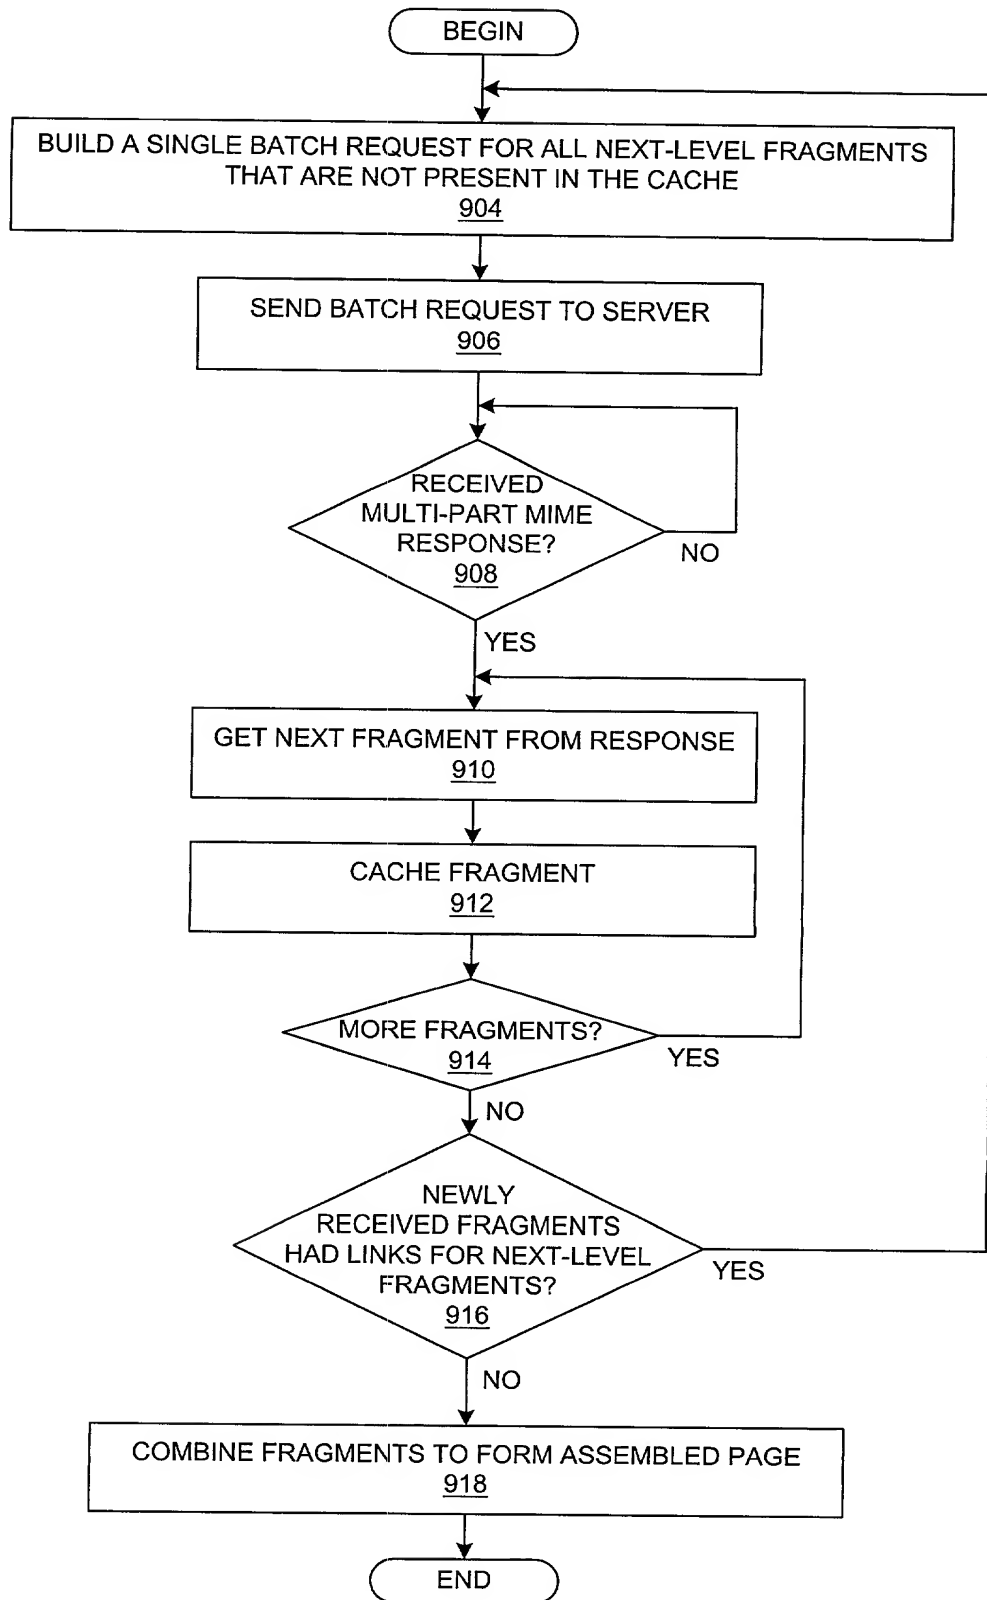 BEGIN
BUILD A SINGLE BATCH REQUEST FOR ALL NEXT-LEVEL FRAGMENTS
THAT ARE NOT PRESENT IN THE CACHE
904
SEND BATCH REQUEST TO SERVER
906
RECEIVED
MULTI-PART MIME
RESPONSE?
908
NO
YES
GET NEXT FRAGMENT FROM RESPONSE
910
CACHE FRAGMENT
912
MORE FRAGMENTS?
914
YES
NO
NEWLY
RECEIVED FRAGMENTS
HAD LINKS FOR NEXT-LEVEL
FRAGMENTS?
916
YES
NO
COMBINE FRAGMENTS TO FORM ASSEMBLED PAGE
918
END